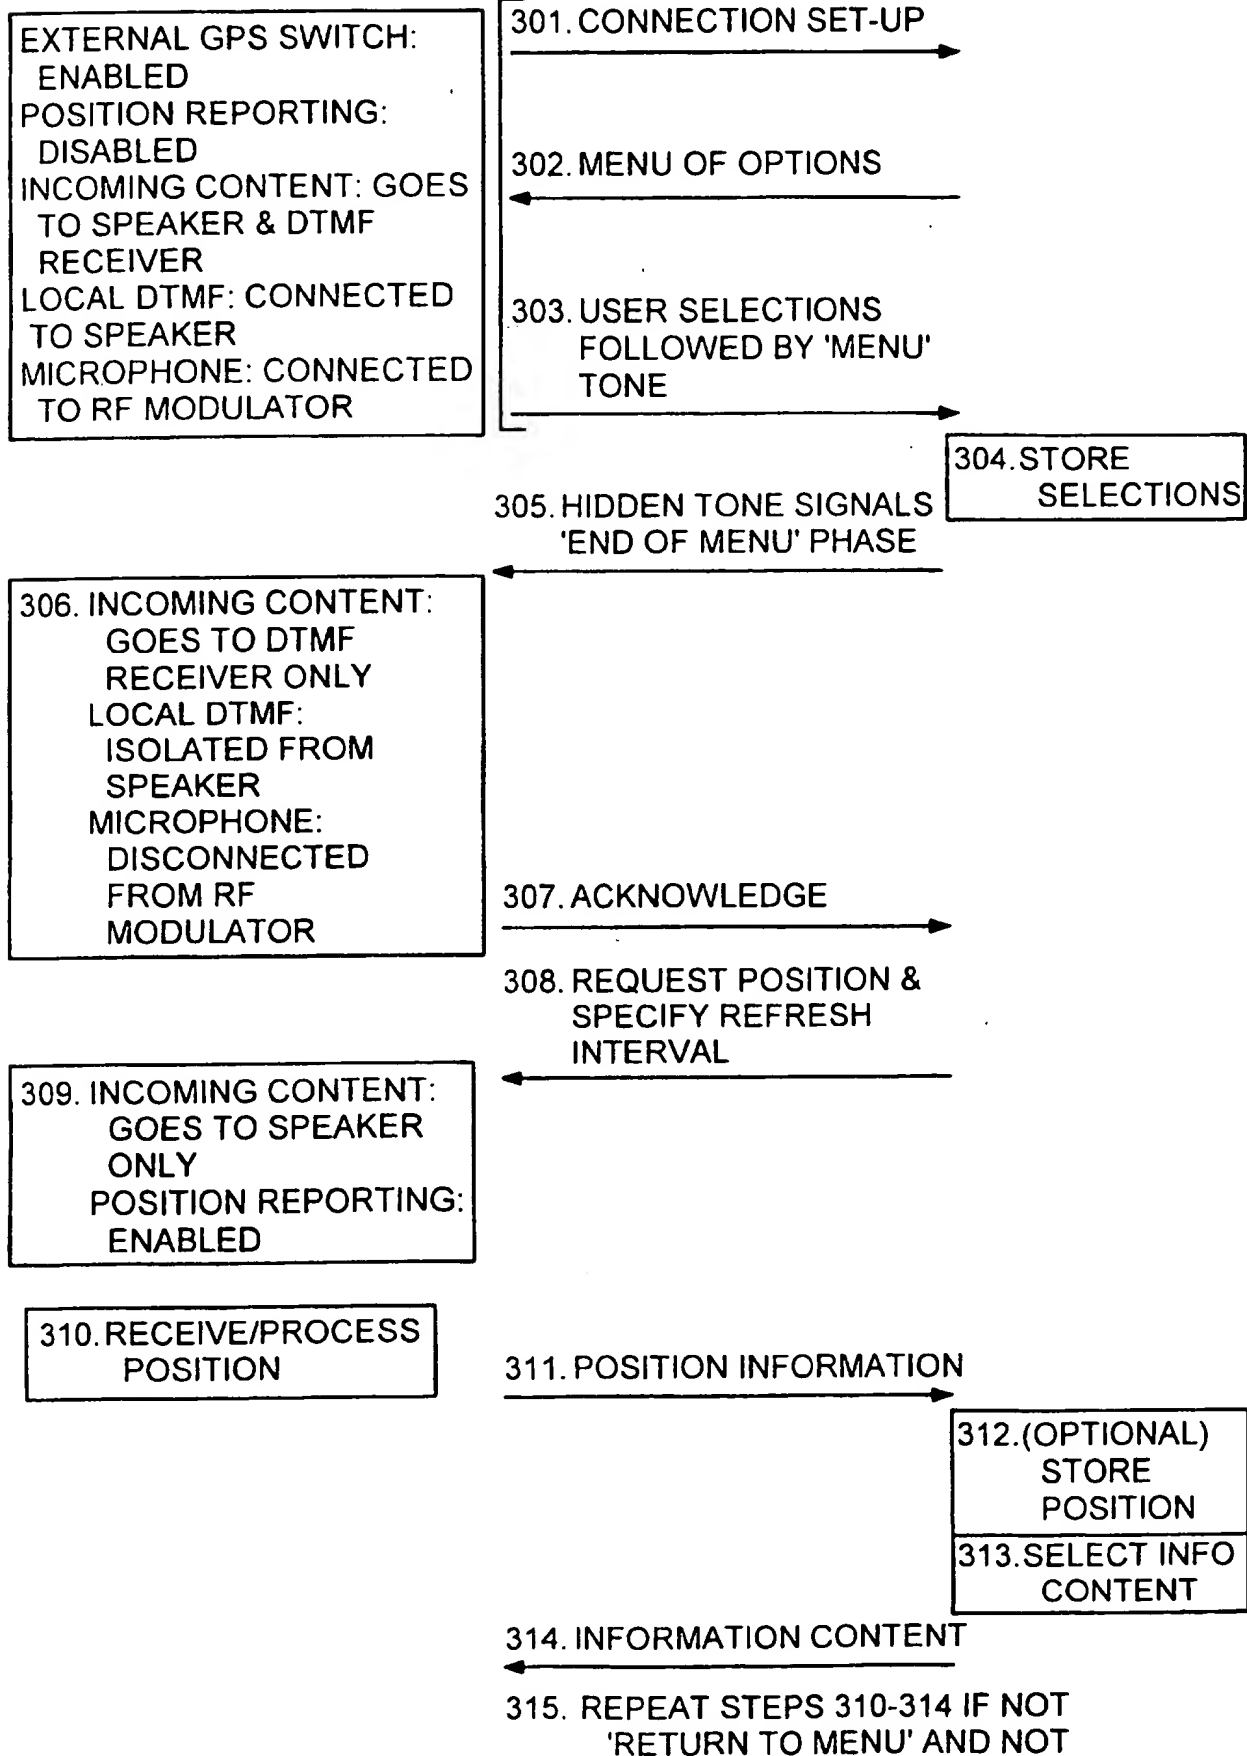 EXTERNAL GPS SWITCH:
ENABLED
POSITION REPORTING:
DISABLED
INCOMING CONTENT: GOES
TO SPEAKER & DTMF
RECEIVER
LOCAL DTMF: CONNECTED
TO SPEAKER
MICROPHONE: CONNECTED
TO RF MODULATOR
301. CONNECTION SET-UP
302. MENU OF OPTIONS
303. USER SELECTIONS
FOLLOWED BY 'MENU'
TONE
304. STORE
SELECTIONS
305. HIDDEN TONE SIGNALS
'END OF MENU' PHASE
306. INCOMING CONTENT:
GOES TO DTMF
RECEIVER ONLY
LOCAL DTMF:
ISOLATED FROM
SPEAKER
MICROPHONE:
DISCONNECTED
FROM RF
MODULATOR
307. ACKNOWLEDGE
308. REQUEST POSITION &
SPECIFY REFRESH
INTERVAL
309. INCOMING CONTENT:
GOES TO SPEAKER
ONLY
POSITION REPORTING:
ENABLED
310. RECEIVE/PROCESS
POSITION
311. POSITION INFORMATION
312. (OPTIONAL)
STORE
POSITION
313. SELECT INFO
CONTENT
314. INFORMATION CONTENT
315. REPEAT STEPS 310-314 IF NOT
'RETURN TO MENU' AND NOT